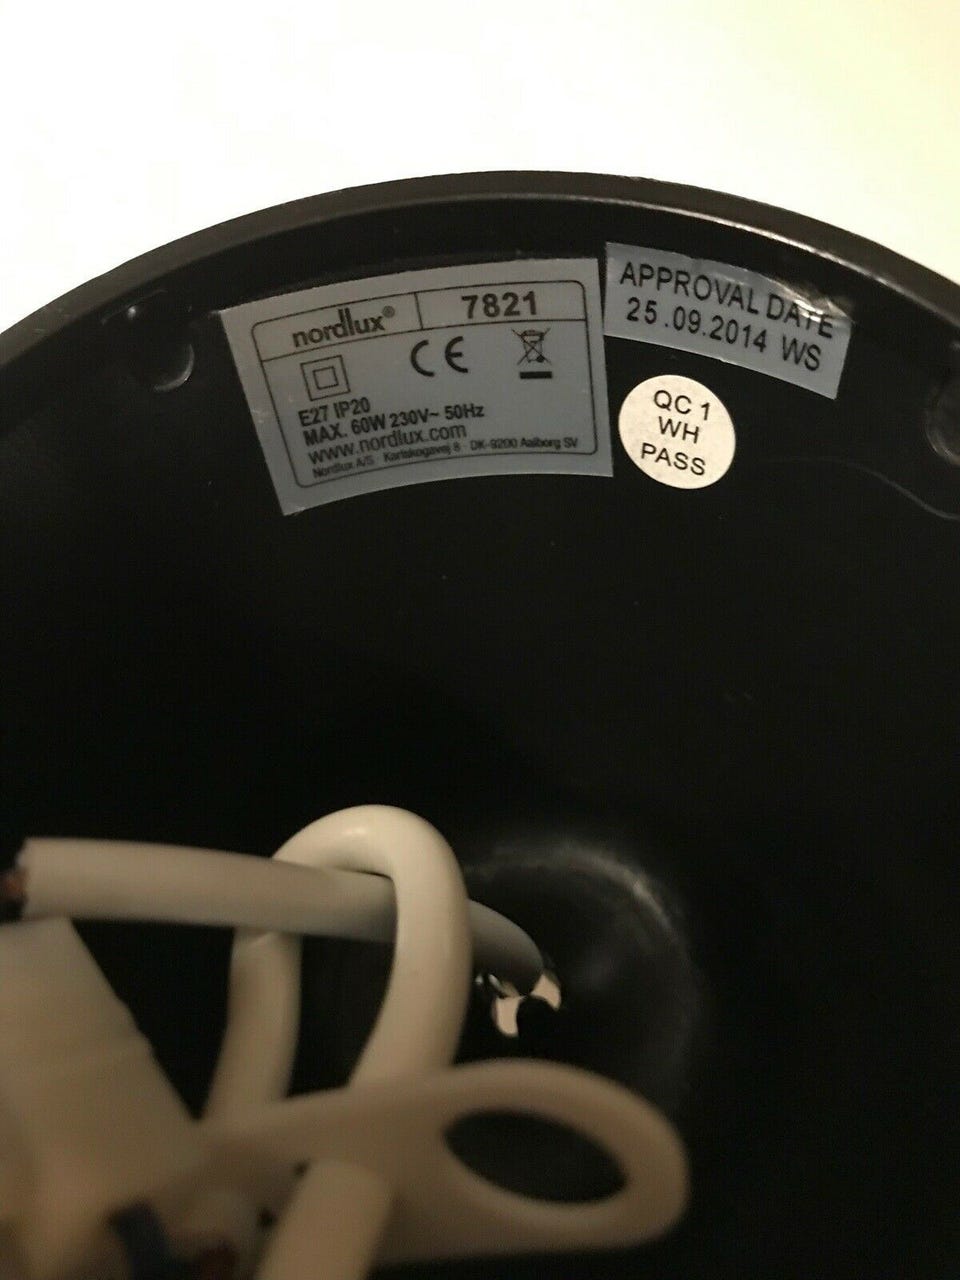 nordlux® 7821
CE
E27 IP20
MAX. 60W 230V~ 50Hz
www.nordlux.com
Nordlux A/S · Karlskogavej 8 · DK-9200 Aalborg SV
APPROVAL DATE
25.09.2014 WS
QC 1
WH
PASS